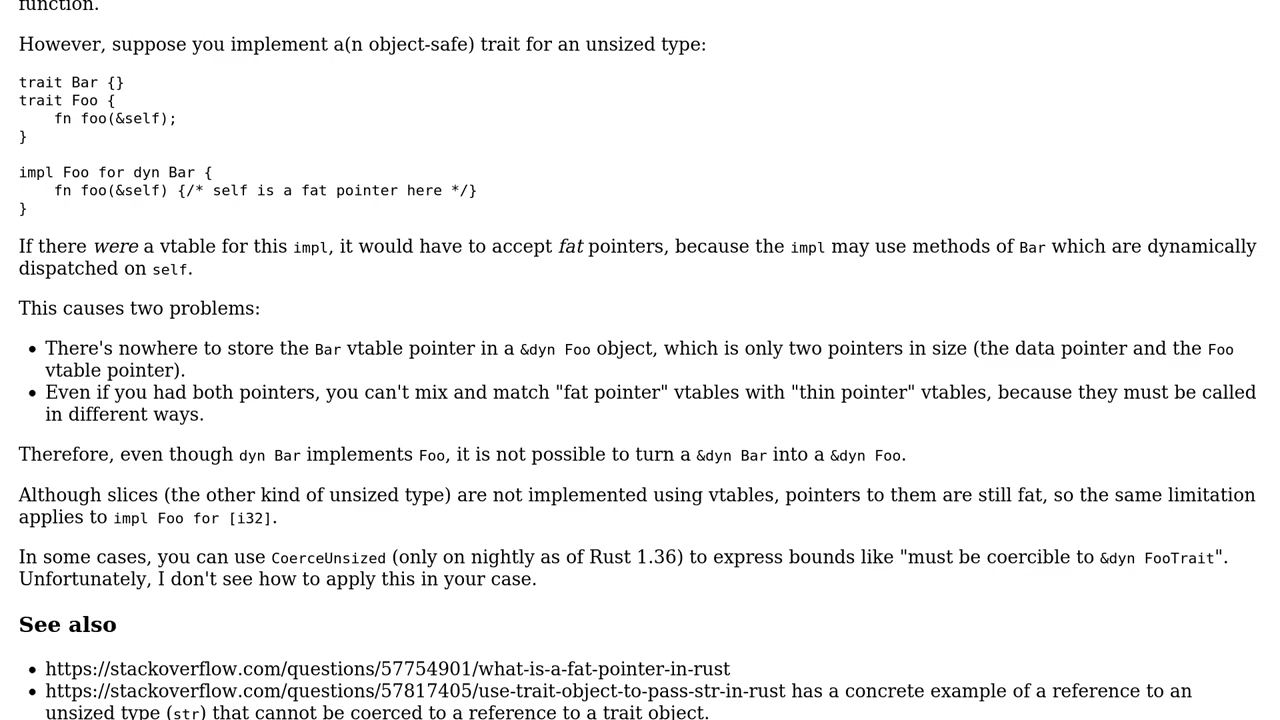 function.
However, suppose you implement a(n object-safe) trait for an unsized type:
trait Bar {}
trait Foo {
    fn foo(&self);
}
impl Foo for dyn Bar {
    fn foo(&self) {/* self is a fat pointer here */}
}
If there were a vtable for this impl, it would have to accept fat pointers, because the impl may use methods of Bar which are dynamically
dispatched on self.
This causes two problems:
• There's nowhere to store the Bar vtable pointer in a &dyn Foo object, which is only two pointers in size (the data pointer and the Foo
vtable pointer).
• Even if you had both pointers, you can't mix and match "fat pointer" vtables with "thin pointer" vtables, because they must be called
in different ways.
Therefore, even though dyn Bar implements Foo, it is not possible to turn a &dyn Bar into a &dyn Foo.
Although slices (the other kind of unsized type) are not implemented using vtables, pointers to them are still fat, so the same limitation
applies to impl Foo for [i32].
In some cases, you can use CoerceUnsized (only on nightly as of Rust 1.36) to express bounds like "must be coercible to &dyn FooTrait".
Unfortunately, I don't see how to apply this in your case.
See also
• https://stackoverflow.com/questions/57754901/what-is-a-fat-pointer-in-rust
• https://stackoverflow.com/questions/57817405/use-trait-object-to-pass-str-in-rust has a concrete example of a reference to an
unsized type (str) that cannot be coerced to a reference to a trait object.